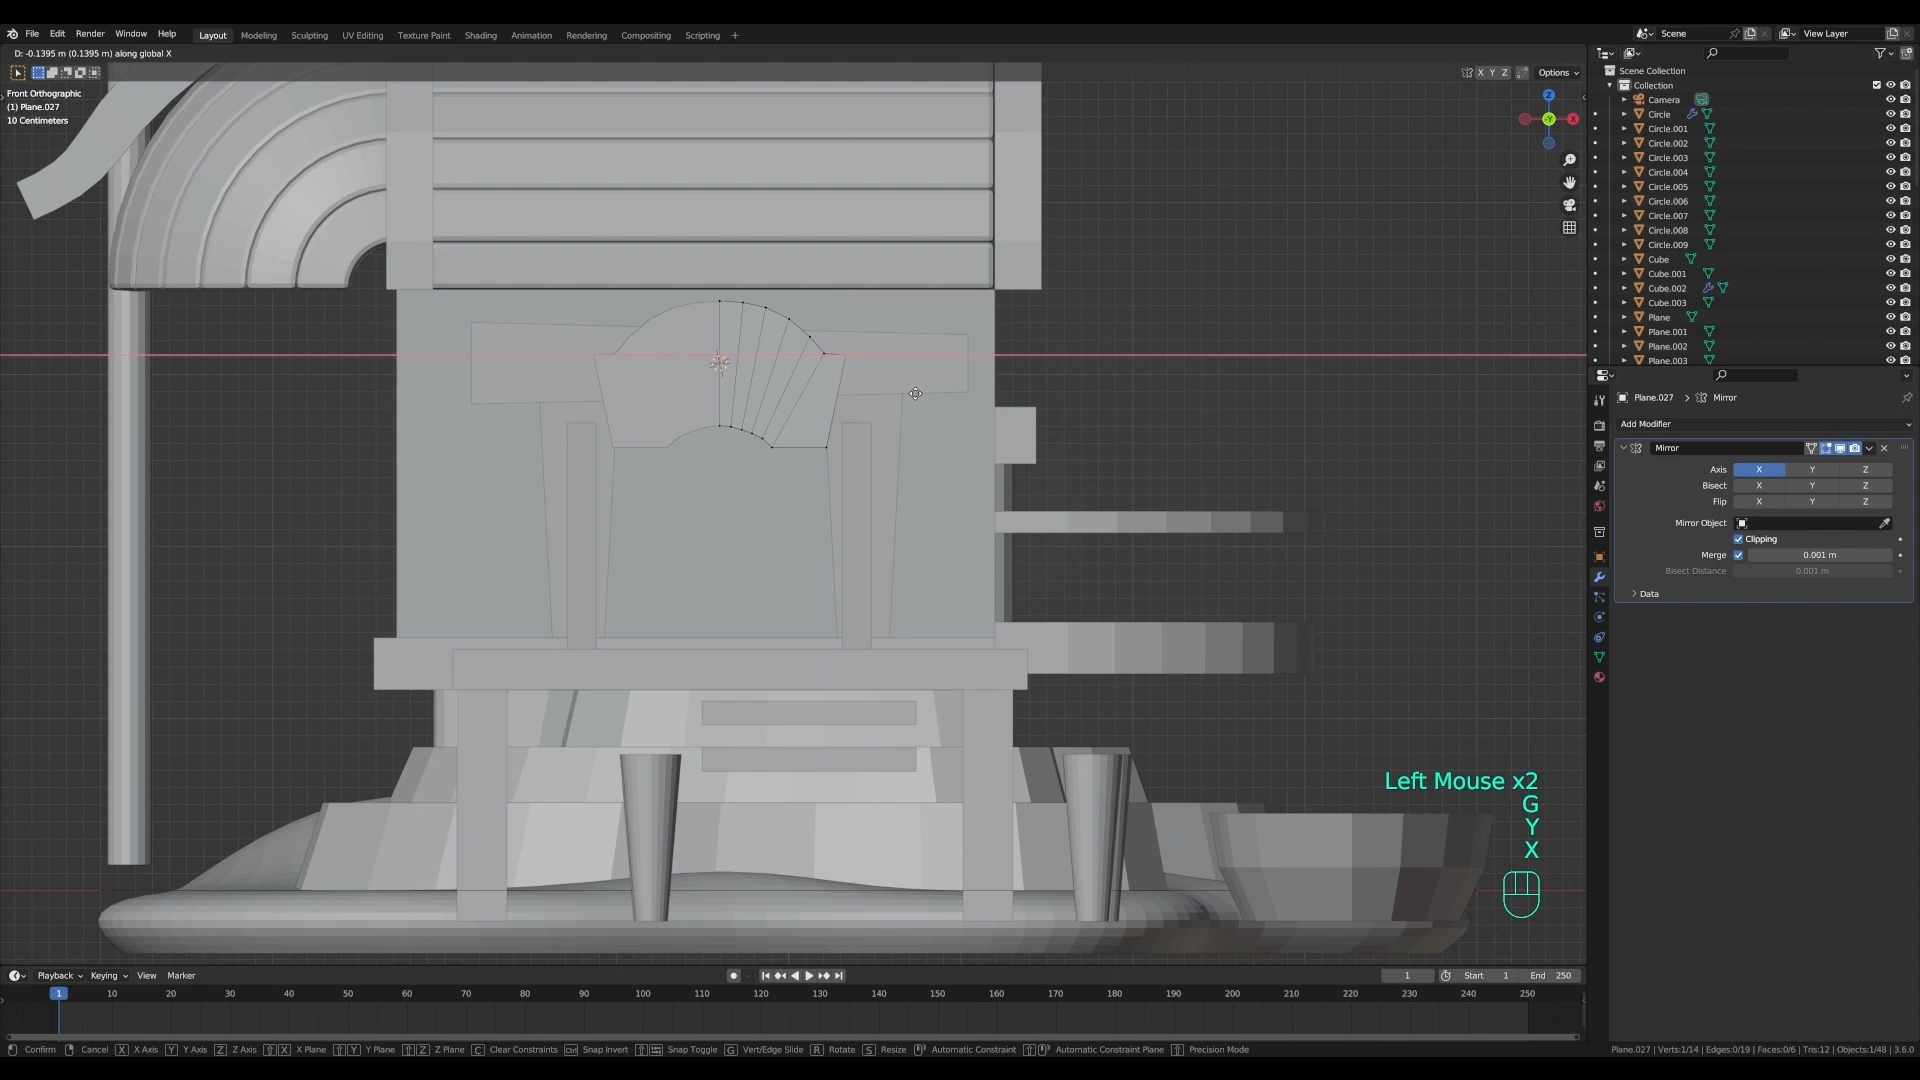 File Edit Render Window Help Layout Modeling Sculpting UV Editing Texture Paint Shading Animation Rendering Compositing Scripting + Scene View Layer
D: -0.1395 m (0.1395 m) along global X
X Y Z Options
Front Orthographic
(1) Plane.027
10 Centimeters
Z
Y
X
Scene Collection
Collection
Camera
Circle
Circle.001
Circle.002
Circle.003
Circle.004
Circle.005
Circle.006
Circle.007
Circle.008
Circle.009
Cube
Cube.001
Cube.002
Cube.003
Plane
Plane.001
Plane.002
Plane.003
Plane.027 > Mirror
Add Modifier
Mirror
Axis X Y Z
Bisect X Y Z
Flip X Y Z
Mirror Object
Clipping
Merge 0.001 m
Bisect Distance 0.001 m
Data
Left Mouse x2
G
Y
X
Playback Keying View Marker 1 Start 1 End 250
1 10 20 30 40 50 60 70 80 90 100 110 120 130 140 150 160 170 180 190 200 210 220 230 240 250
Confirm Cancel X X Axis Y Y Axis Z Z Axis X X Plane Y Y Plane Z Z Plane C Clear Constraints Ctrl Snap Invert Snap Toggle G Vert/Edge Slide R Rotate S Resize Automatic Constraint Automatic Constraint Plane Precision Mode Plane.027 | Verts:1/14 | Edges:0/19 | Faces:0/6 | Tris:12 | Objects:1/48 | 3.6.0